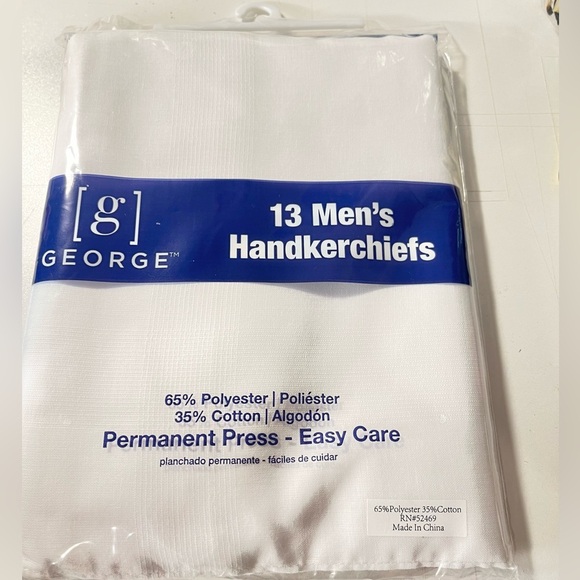 [g]
GEORGE™
13 Men's
Handkerchiefs
65% Polyester | Poliéster
35% Cotton | Algodón
Permanent Press - Easy Care
planchado permanente - fáciles de cuidar
65%Polyester 35%Cotton
RN#52469
Made In China